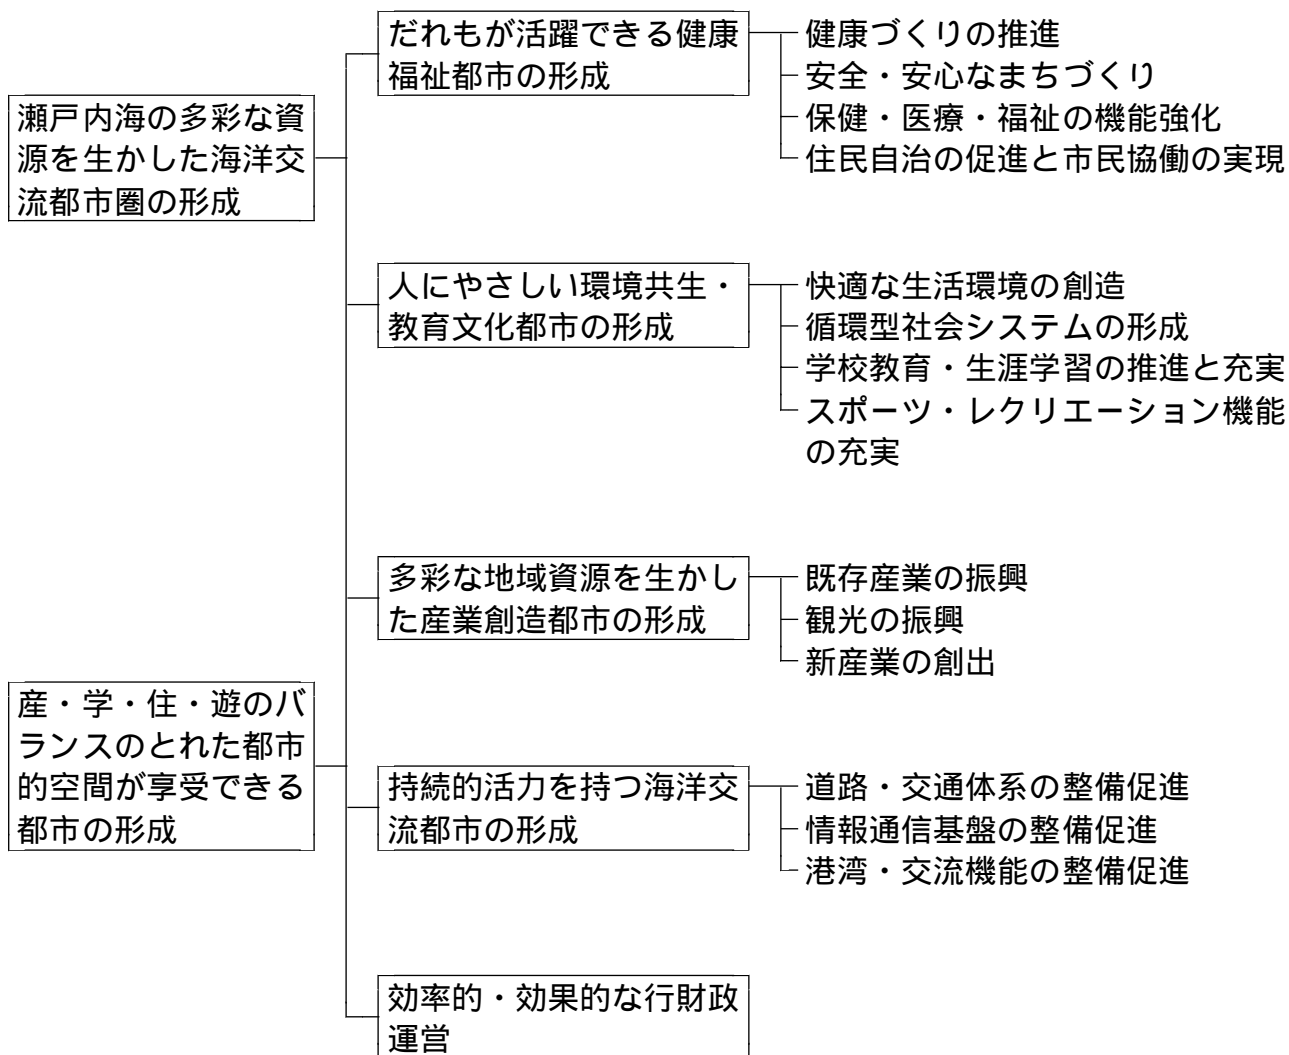 瀬戸内海の多彩な資
源を生かした海洋交
流都市圏の形成
産・学・住・遊のバ
ランスのとれた都市
的空間が享受できる
都市の形成
だれもが活躍できる健康
福祉都市の形成
健康づくりの推進
安全・安心なまちづくり
保健・医療・福祉の機能強化
住民自治の促進と市民協働の実現
人にやさしい環境共生・
教育文化都市の形成
快適な生活環境の創造
循環型社会システムの形成
学校教育・生涯学習の推進と充実
スポーツ・レクリエーション機能
の充実
多彩な地域資源を生かし
た産業創造都市の形成
既存産業の振興
観光の振興
新産業の創出
持続的活力を持つ海洋交
流都市の形成
道路・交通体系の整備促進
情報通信基盤の整備促進
港湾・交流機能の整備促進
効率的・効果的な行財政
運営